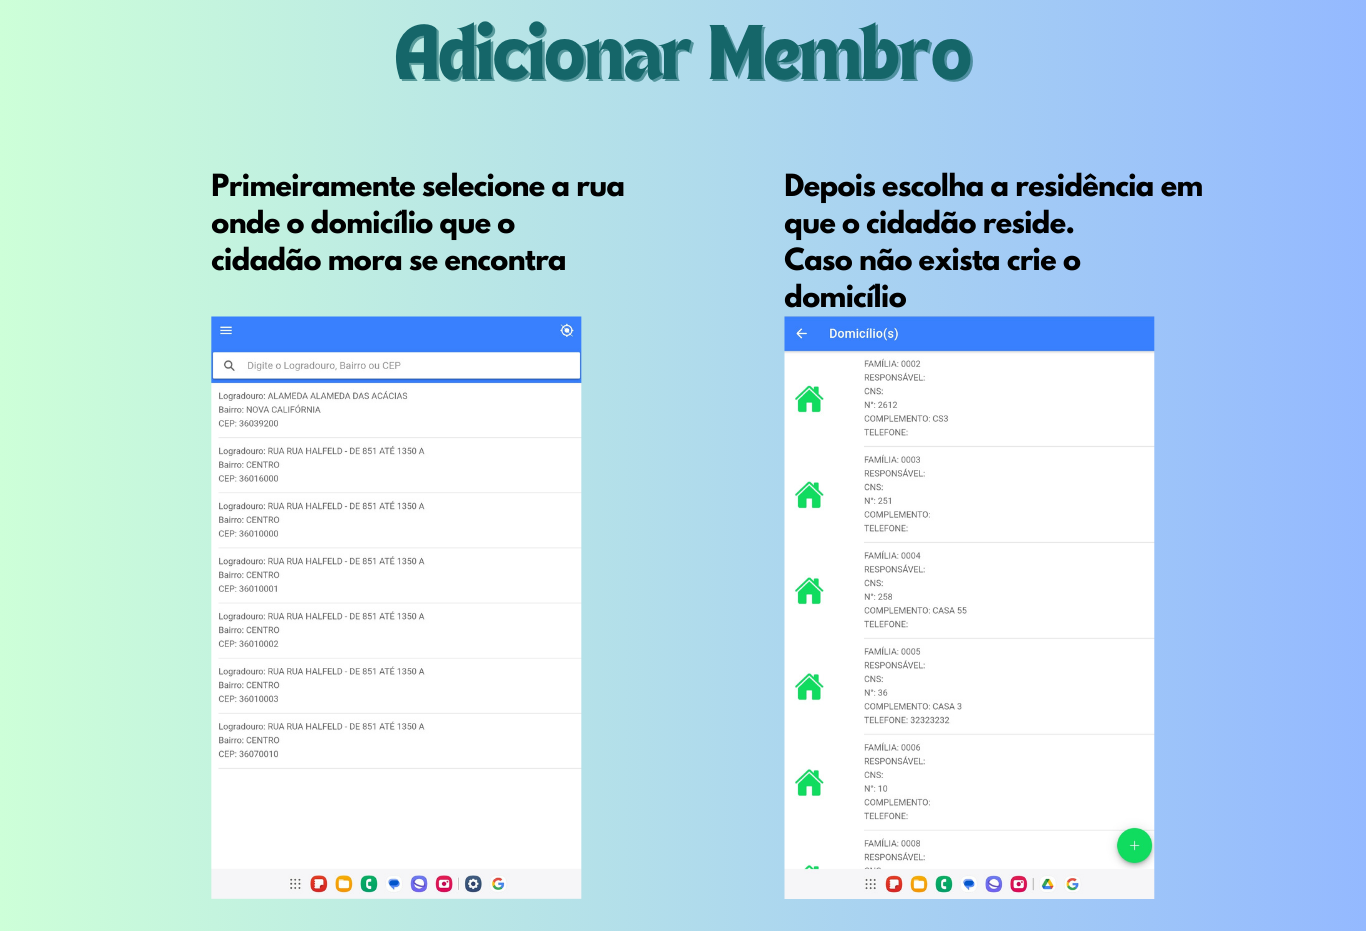 Adicionar Membro
Primeiramente selecione a rua
onde o domicílio que o
cidadão mora se encontra
Digite o Logradouro, Bairro ou CEP
Logradouro: ALAMEDA ALAMEDA DAS ACÁCIAS
Bairro: NOVA CALIFÓRNIA
CEP: 36039200
Logradouro: RUA RUA HALFELD - DE 851 ATÉ 1350 A
Bairro: CENTRO
CEP: 36016000
Logradouro: RUA RUA HALFELD - DE 851 ATÉ 1350 A
Bairro: CENTRO
CEP: 36010000
Logradouro: RUA RUA HALFELD - DE 851 ATÉ 1350 A
Bairro: CENTRO
CEP: 36010001
Logradouro: RUA RUA HALFELD - DE 851 ATÉ 1350 A
Bairro: CENTRO
CEP: 36010002
Logradouro: RUA RUA HALFELD - DE 851 ATÉ 1350 A
Bairro: CENTRO
CEP: 36010003
Logradouro: RUA RUA HALFELD - DE 851 ATÉ 1350 A
Bairro: CENTRO
CEP: 36070010
Depois escolha a residência em
que o cidadão reside.
Caso não exista crie o
domicílio
Domicílio(s)
FAMÍLIA: 0002
RESPONSÁVEL:
CNS:
N°: 2612
COMPLEMENTO: CS3
TELEFONE:
FAMÍLIA: 0003
RESPONSÁVEL:
CNS:
N°: 251
COMPLEMENTO:
TELEFONE:
FAMÍLIA: 0004
RESPONSÁVEL:
CNS:
N°: 258
COMPLEMENTO: CASA 55
TELEFONE:
FAMÍLIA: 0005
RESPONSÁVEL:
CNS:
N°: 36
COMPLEMENTO: CASA 3
TELEFONE: 32323232
FAMÍLIA: 0006
RESPONSÁVEL:
CNS:
N°: 10
COMPLEMENTO:
TELEFONE:
FAMÍLIA: 0008
RESPONSÁVEL: